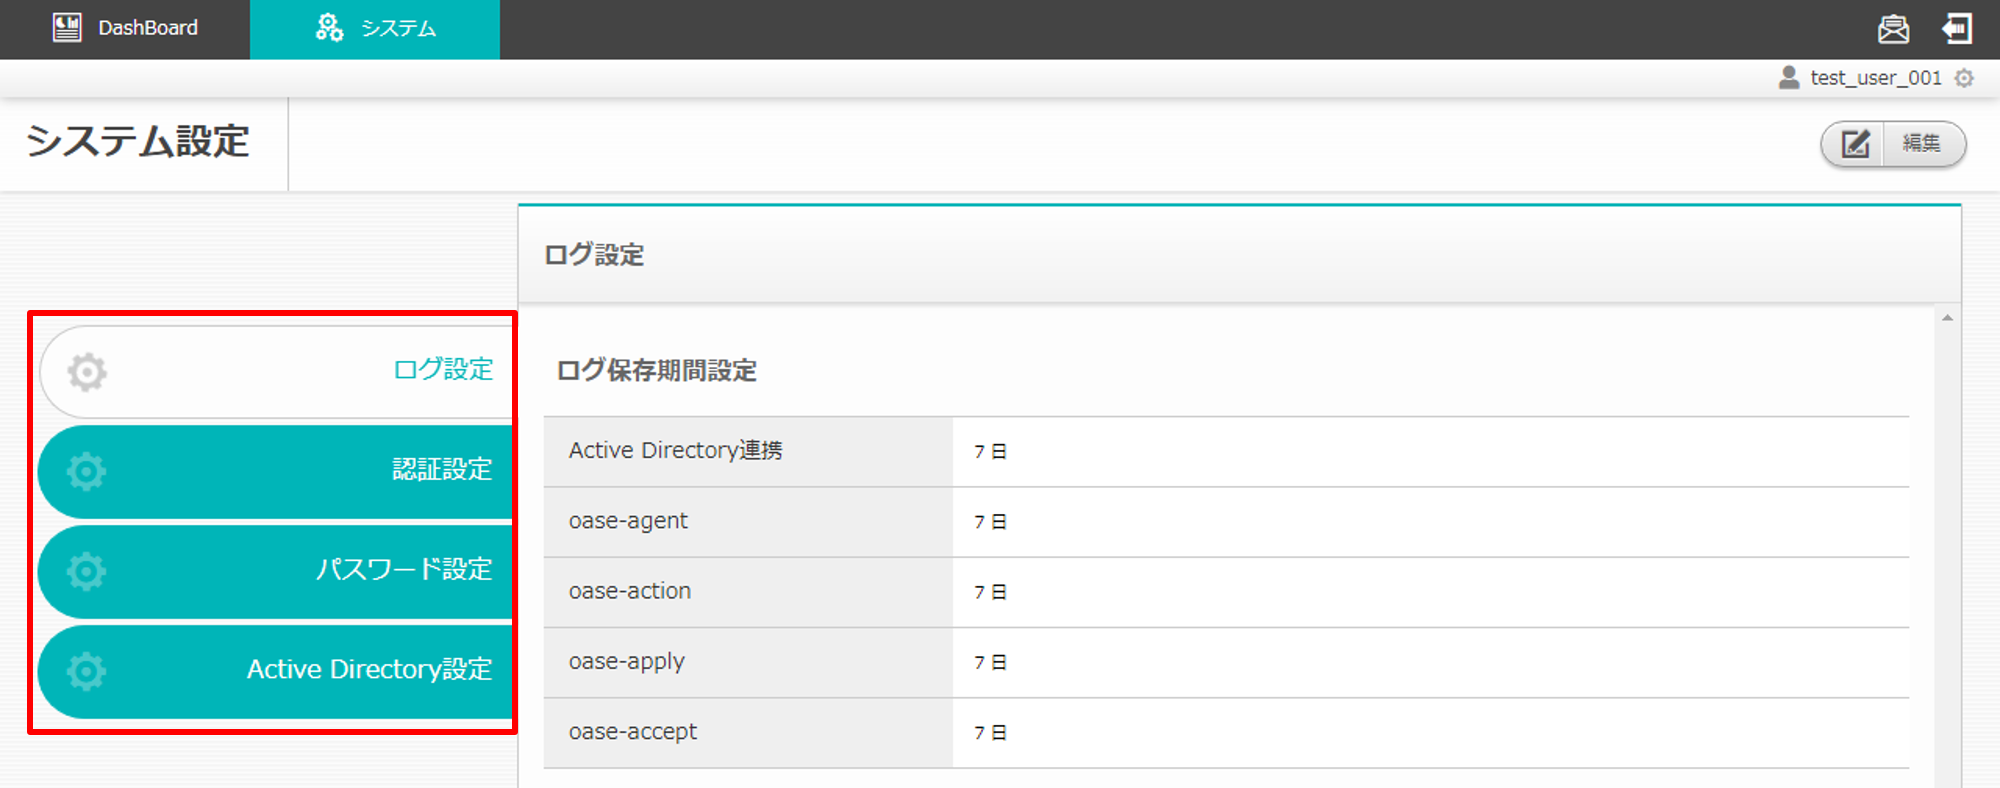 DashBoard
システム
test_user_001
システム設定
編集
ログ設定
認証設定
パスワード設定
Active Directory設定
ログ設定
ログ保存期間設定
Active Directory連携 7 日
oase-agent 7 日
oase-action 7 日
oase-apply 7 日
oase-accept 7 日